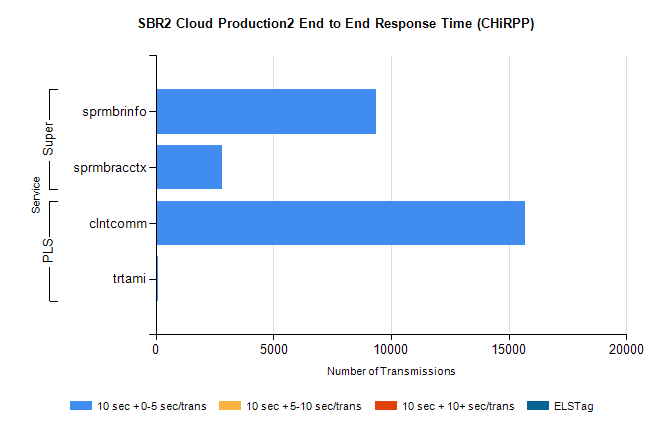 SBR2 Cloud Production2 End to End Response Time (CHiRPP)
Service
Super
sprmbrinfo
sprmbracctx
PLS
clntcomm
trtami
0 5000 10000 15000 20000
Number of Transmissions
10 sec +0-5 sec/trans 10 sec +5-10 sec/trans 10 sec + 10+ sec/trans ELSTag